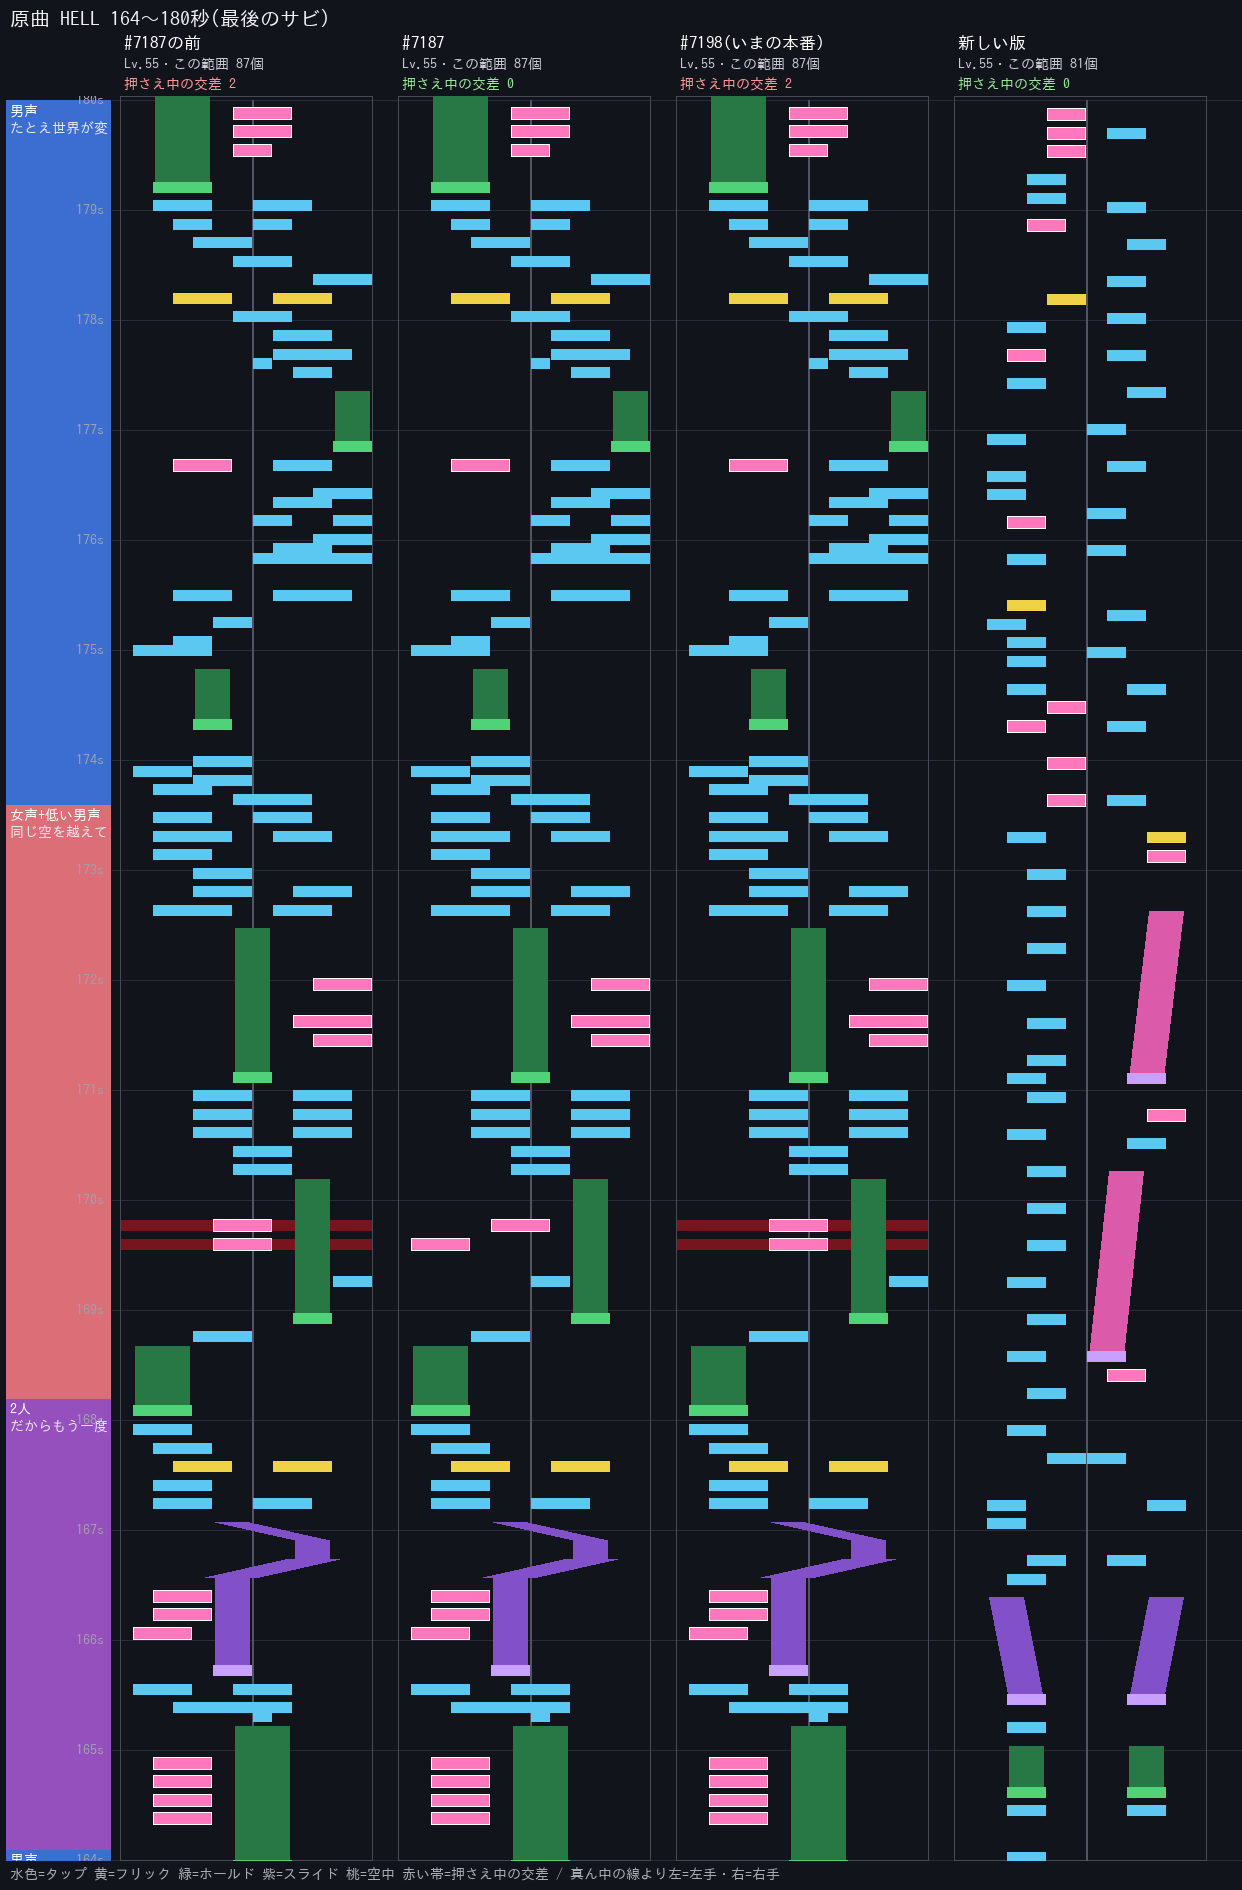 原曲 HELL 164〜180秒(最後のサビ)
#7187の前
Lv.55・この範囲 87個
押さえ中の交差 2
#7187
Lv.55・この範囲 87個
押さえ中の交差 0
#7198(いまの本番)
Lv.55・この範囲 87個
押さえ中の交差 2
新しい版
Lv.55・この範囲 81個
押さえ中の交差 0
180s
男声
たとえ世界が変
179s
178s
177s
176s
175s
174s
女声+低い男声
同じ空を越えて
173s
172s
171s
170s
169s
2人
168s
だからもう一度
167s
166s
165s
男声
164s
水色=タップ 黄=フリック 緑=ホールド 紫=スライド 桃=空中 赤い帯=押さえ中の交差 / 真ん中の線より左=左手・右=右手